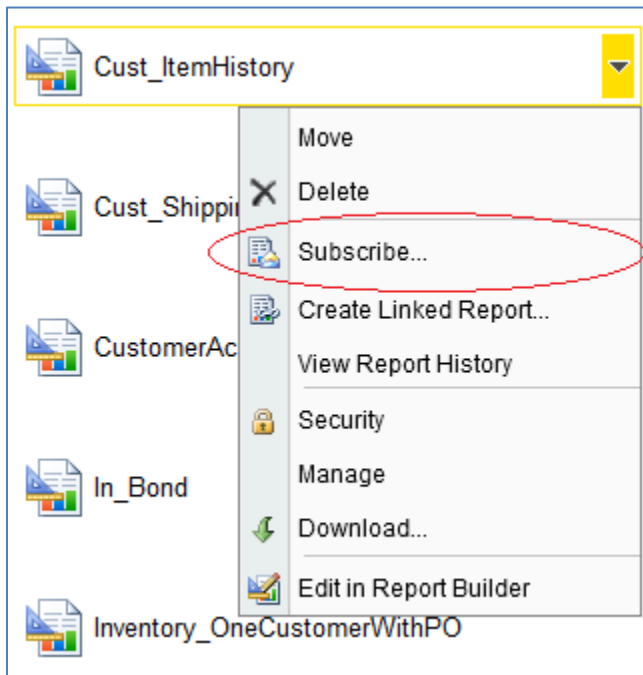 Cust_ItemHistory
Move
Delete
Cust_Shippi
Subscribe...
Create Linked Report...
CustomerAc
View Report History
Security
Manage
In_Bond
Download...
Edit in Report Builder
Inventory_OneCustomerWithPO